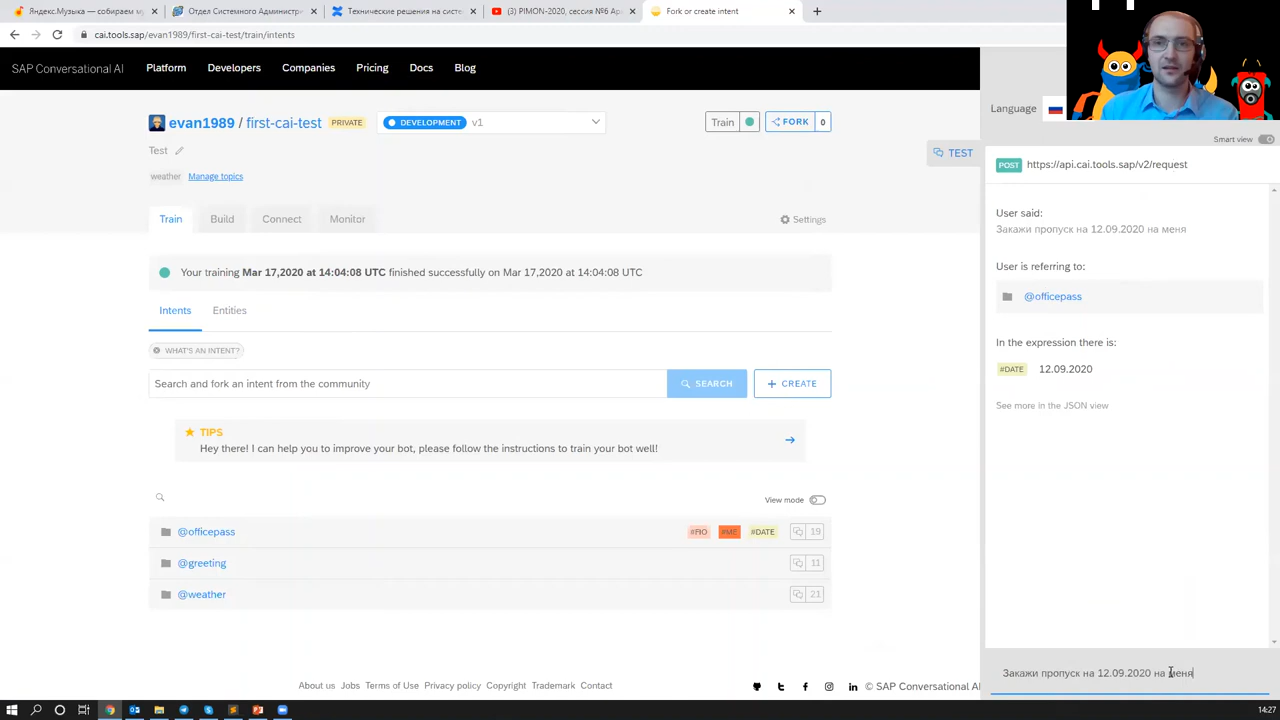 Яндекс.Музыка — собираем м
Отдел Системного Администри
Технические решения на систе
(3) PIMON-2020, сессия №6 Ар
Fork or create intent
cai.tools.sap/evan1989/first-cai-test/train/intents
SAP Conversational AI
Platform
Developers
Companies
Pricing
Docs
Blog
Language
evan1989 / first-cai-test
PRIVATE
DEVELOPMENT v1
Train
FORK 0
Smart view
Test
TEST
POST https://api.cai.tools.sap/v2/request
weather Manage topics
User said:
Train
Build
Connect
Monitor
Settings
Закажи пропуск на 12.09.2020 на меня
User is referring to:
Your training Mar 17,2020 at 14:04:08 UTC finished successfully on Mar 17,2020 at 14:04:08 UTC
@officepass
Intents
Entities
In the expression there is:
WHAT'S AN INTENT?
#DATE 12.09.2020
Search and fork an intent from the community
SEARCH
CREATE
See more in the JSON view
TIPS
Hey there! I can help you to improve your bot, please follow the instructions to train your bot well!
View mode
@officepass
#FIO #ME #DATE 19
@greeting
11
@weather
21
Закажи пропуск на 12.09.2020 на меня
About us Jobs Terms of Use Privacy policy Copyright Trademark Contact
© SAP Conversational AI
14:27